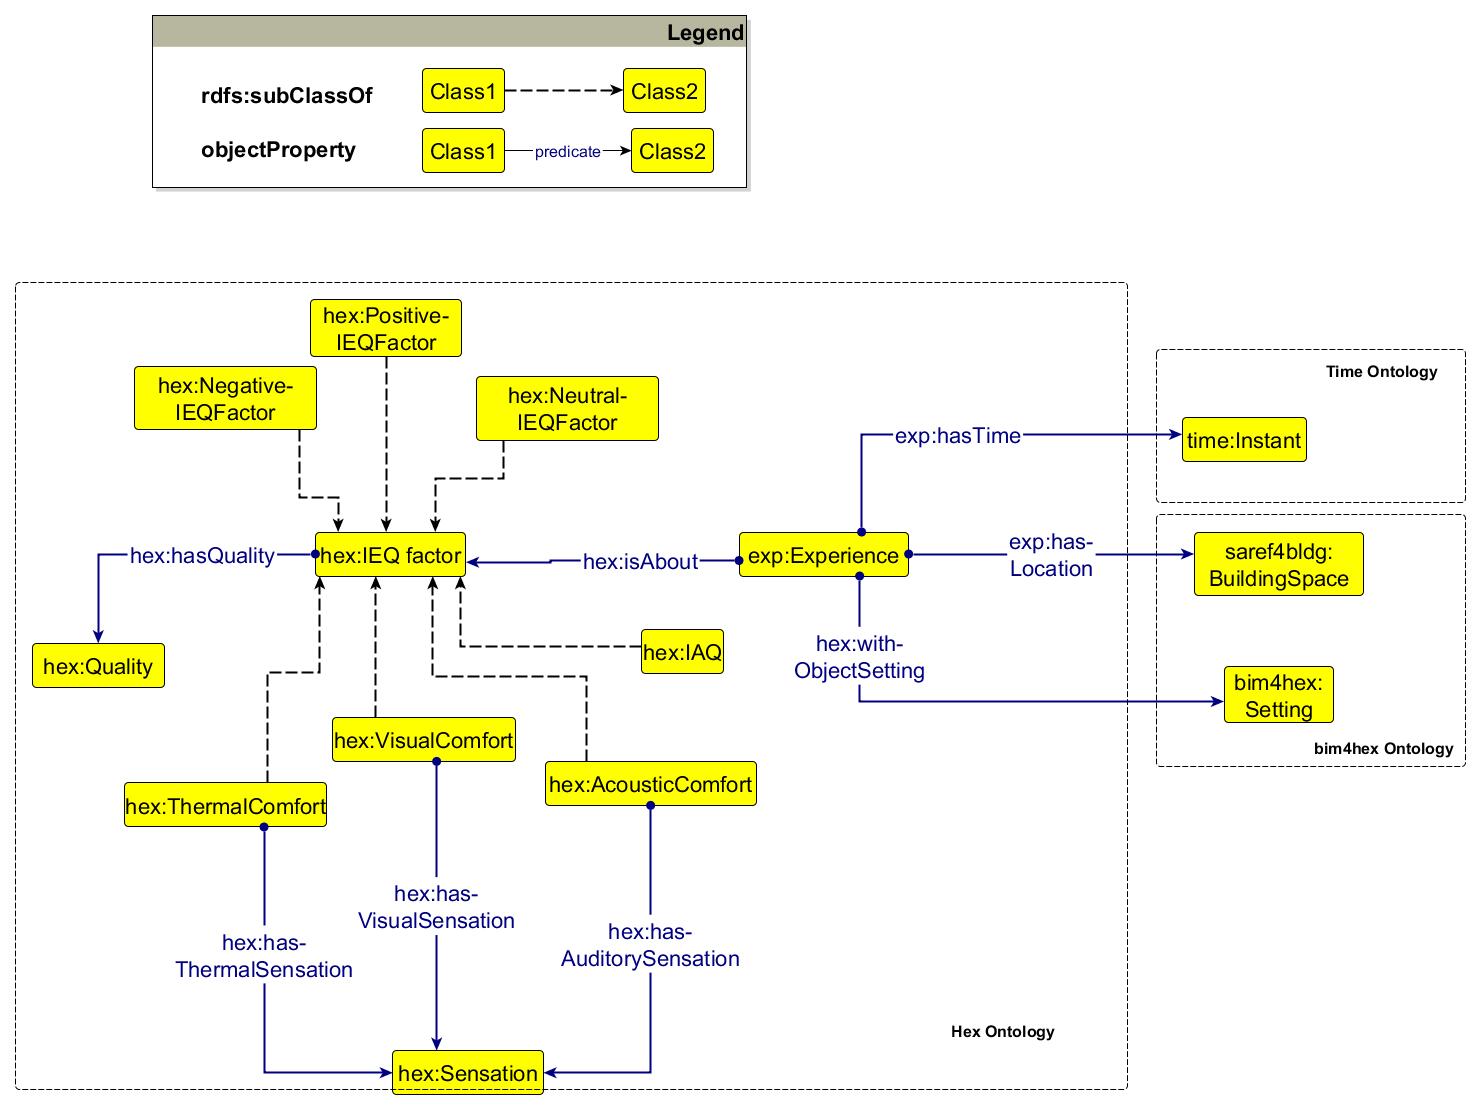 Legend
rdfs:subClassOf
Class1
Class2
objectProperty
Class1
predicate
Class2
hex:Positive-
IEQFactor
hex:Negative-
IEQFactor
hex:Neutral-
IEQFactor
Time Ontology
exp:hasTime
time:Instant
hex:hasQuality
hex:IEQ factor
hex:isAbout
exp:Experience
exp:has-
Location
saref4bldg:
BuildingSpace
hex:Quality
hex:IAQ
hex:with-
ObjectSetting
bim4hex:
Setting
bim4hex Ontology
hex:VisualComfort
hex:AcousticComfort
hex:ThermalComfort
hex:has-
VisualSensation
hex:has-
ThermalSensation
hex:has-
AuditorySensation
Hex Ontology
hex:Sensation